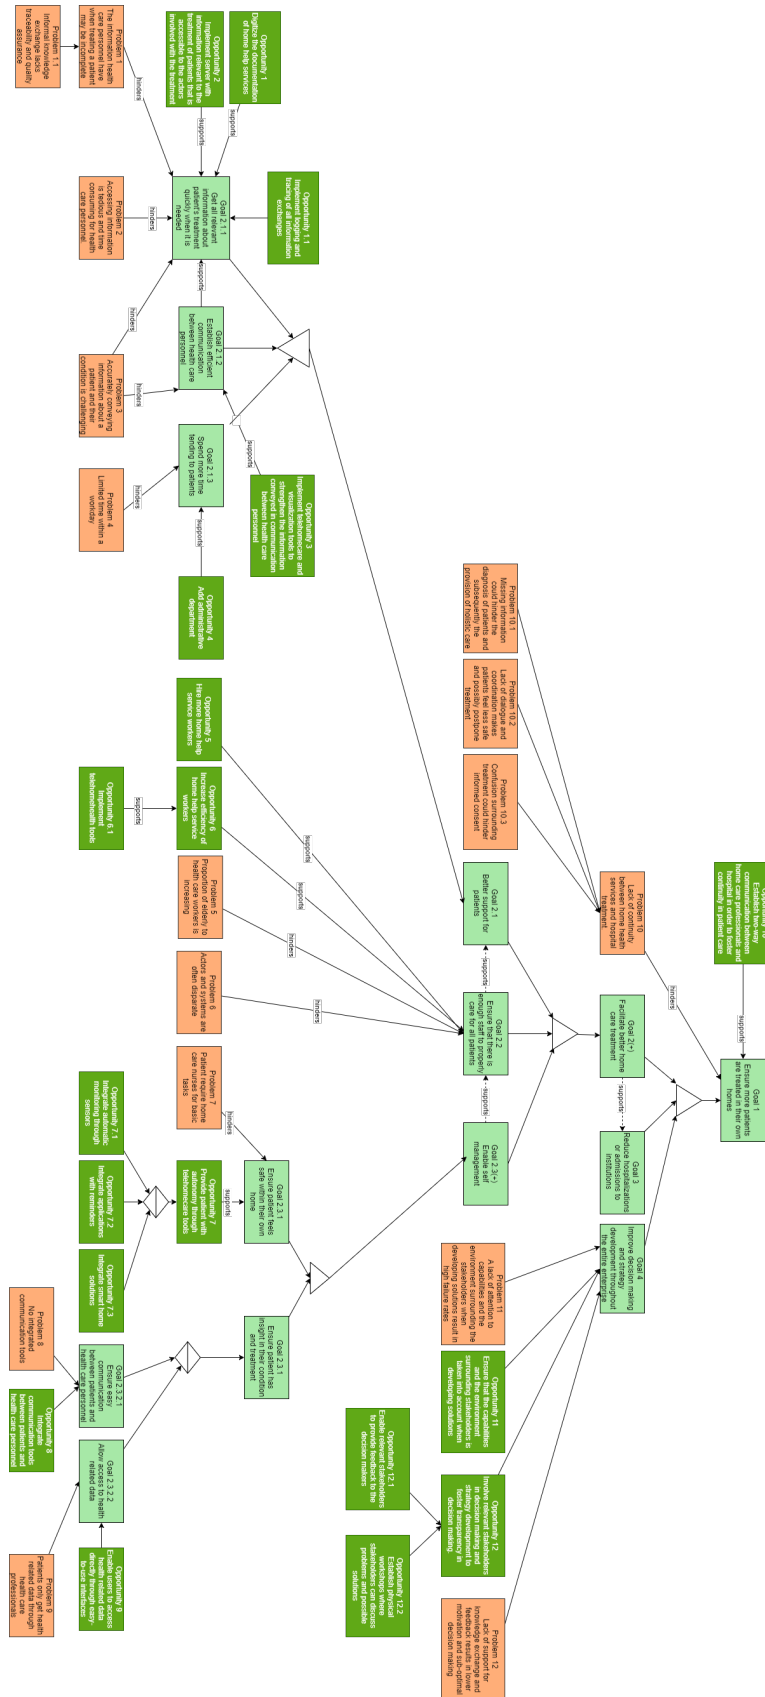 Opportunity 10
Establish two-way
communication between
home care professionals and
hospital in order to foster
continuity in patient care
supports
Goal 1
Ensure more patients
are treated in their own
homes
Problem 10
Lack of continuity
between home health
services and hospital
treatment
hinders
Goal 2(+)
Facilitate better home
care treatment
supports
Goal 3
Reduce hospitalizations
or admissions to
institutions
Goal 4
Improve decision making
and strategy
development throughout
the entire enterprise
Problem 10.1
Missing information
could hinder the
diagnosis of patients and
subsequently the
provision of holistic care
Problem 10.2
Lack of dialogue and
coordination makes
patients feel less safe
and possibly postpone
treatment
Problem 10.3
Confusion surrounding
treatment could hinder
informed consent
Goal 2.1
Better support for
patients
supports
Goal 2.2
Ensure that there is
enough staff to properly
care for all patients
supports
Goal 2.3(+)
Enable self
management
Problem 11
A lack of attention to
the capabilities and the
environment surrounding the
stakeholders when
developing solutions result in
high failure rates
Opportunity 11
Ensure that the capabilities
and the environment
surrounding stakeholders is
taken into account when
developing solutions
Opportunity 12
Involve relevant stakeholders
in decision making and
strategy development to
foster transparency in
decision making
Problem 12
Lack of support for
knowledge exchange and
feedback results in lower
motivation and sub-optimal
decision making
Opportunity 12.1
Enable relevant stakeholders
to provide feedback to the
decision makers
Opportunity 12.2
Establish physical
workshops where
stakeholders can discuss
problems and possible
solutions
Opportunity 1
Digitize the documentation
of home help services
Opportunity 1.1
Implement logging and
tracing of all information
exchanges
Opportunity 2
Implement server with
information relevant to the
treatment of patients that is
accessible to the actors
involved with the treatment
supports
supports
Opportunity 3
Implement telehomecare and
visualization tools to
strengthen the information
conveyed in communication
between health care
personnel
supports
Goal 2.1.1
Get all relevant
information about
patient's treatment
quickly when it is
needed
supports
Goal 2.1.2
Establish efficient
communication
between health care
personnel
Goal 2.1.3
Spend more time
tending to patients
supports
Opportunity 4
Add administrative
department
Problem 1
The information health
care personnel have
when treating a patient
may be incomplete
hinders
Problem 1.1
Informal knowledge
exchange lacks
traceability and quality
assurance
Problem 2
Accessing information
is tedious and time
consuming for health
care personnel
hinders
Problem 3
Accurately conveying
information about a
patient and their
condition is challenging
hinders
hinders
Problem 4
Limited time within a
workday
hinders
Opportunity 5
Hire more home help
service workers
supports
Opportunity 6
Increase efficiency of
home help service
workers
supports
Opportunity 6.1
Implement
telehomehealth tools
supports
Problem 5
Proportion of elderly to
health care workers is
increasing
hinders
Problem 6
Actors and systems are
often disparate
hinders
Problem 7
Patient require home
care nurses for basic
tasks
hinders
Goal 2.3.1
Ensure patient feels
safe within their own
home
supports
Opportunity 7
Provide patient with
autonomy through
telehomecare tools
Opportunity 7.1
Integrate automatic
monitoring through
sensors
Opportunity 7.2
Integrate applications
with reminders
Opportunity 7.3
Integrate smart home
solutions
Goal 2.3.1
Ensure patient has
insight in their condition
and treatment
Goal 2.3.2.1
Ensure easy
communication
between patients and
health care personnel
Goal 2.3.2.2
Allow access to health
related data
Problem 8
No integrated
communication tools
Opportunity 8
Integrate
communication tools
between patients and
health care personnel
Opportunity 9
Enable users to access
health related data
directly through easy-
to-use interfaces
Problem 9
Patients only get health
related data through
health care
professionals